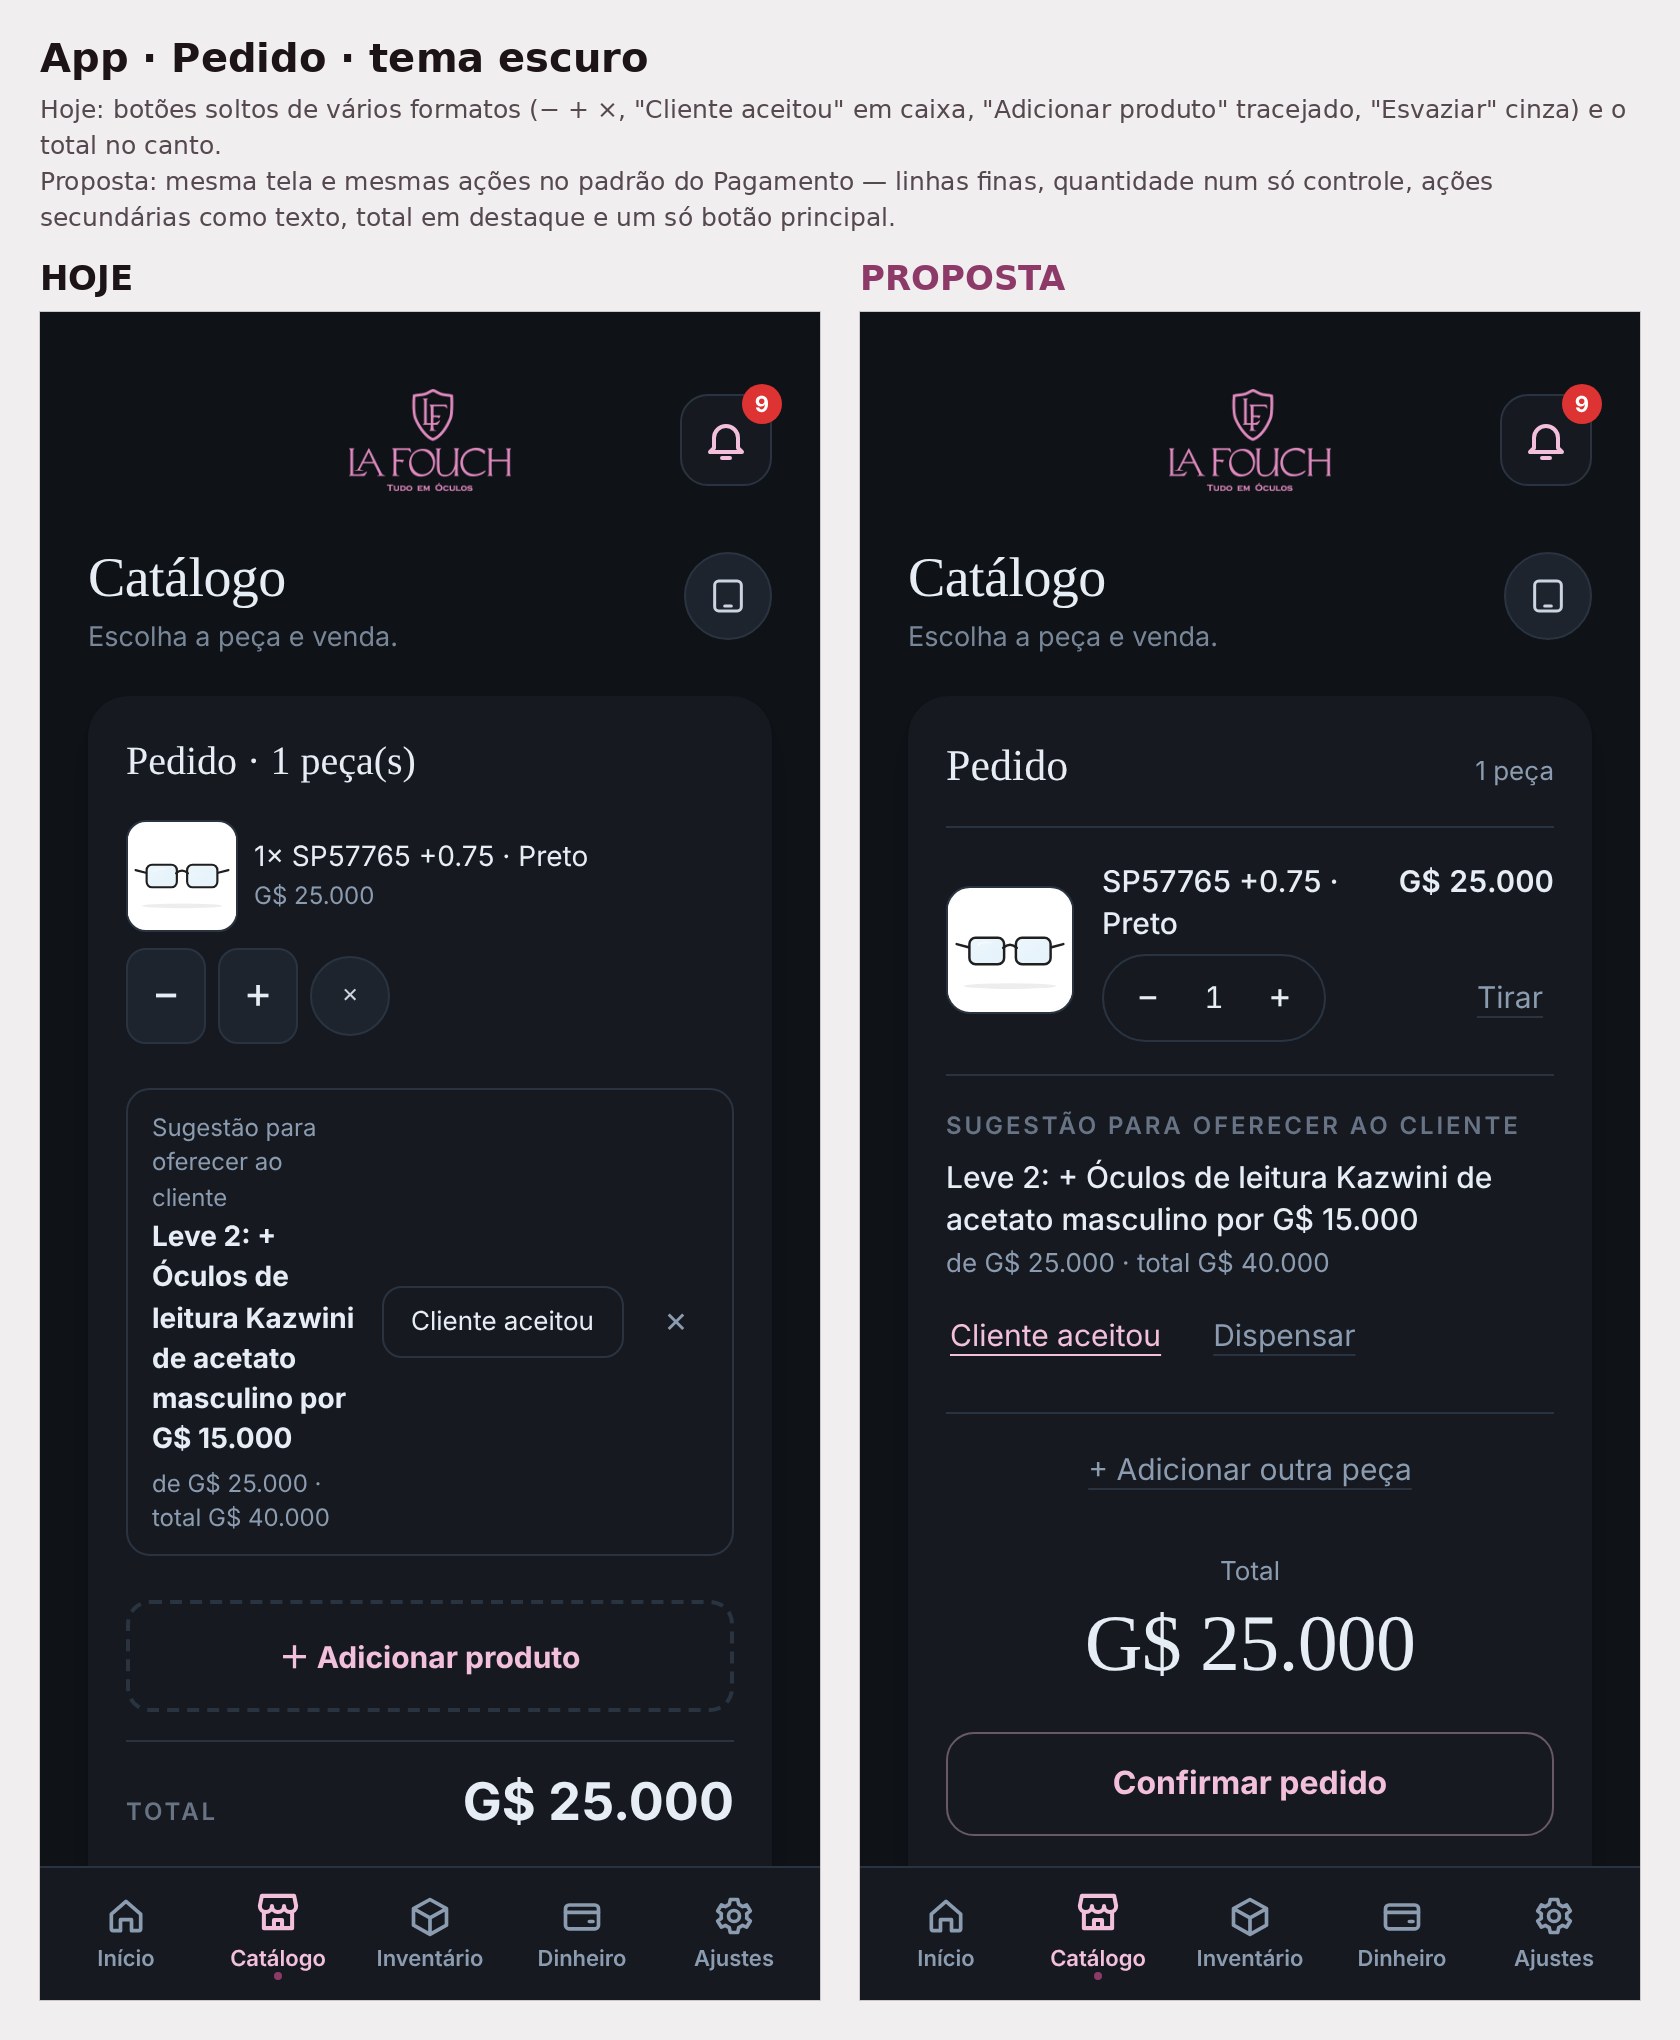 App · Pedido · tema escuro
Hoje: botões soltos de vários formatos (− + ×, "Cliente aceitou" em caixa, "Adicionar produto" tracejado, "Esvaziar" cinza) e o
total no canto.
Proposta: mesma tela e mesmas ações no padrão do Pagamento — linhas finas, quantidade num só controle, ações
secundárias como texto, total em destaque e um só botão principal.
HOJE
LF
LA FOUCH
Tudo em Óculos
9
Catálogo
Escolha a peça e venda.
Pedido · 1 peça(s)
1× SP57765 +0.75 · Preto
G$ 25.000
− + ×
Sugestão para
oferecer ao
cliente
Leve 2: +
Óculos de
leitura Kazwini
de acetato
masculino por
G$ 15.000
de G$ 25.000 ·
total G$ 40.000
Cliente aceitou ×
+ Adicionar produto
TOTAL G$ 25.000
Início Catálogo Inventário Dinheiro Ajustes
PROPOSTA
LF
LA FOUCH
Tudo em Óculos
9
Catálogo
Escolha a peça e venda.
Pedido 1 peça
SP57765 +0.75 · G$ 25.000
Preto
− 1 + Tirar
SUGESTÃO PARA OFERECER AO CLIENTE
Leve 2: + Óculos de leitura Kazwini de
acetato masculino por G$ 15.000
de G$ 25.000 · total G$ 40.000
Cliente aceitou Dispensar
+ Adicionar outra peça
Total
G$ 25.000
Confirmar pedido
Início Catálogo Inventário Dinheiro Ajustes